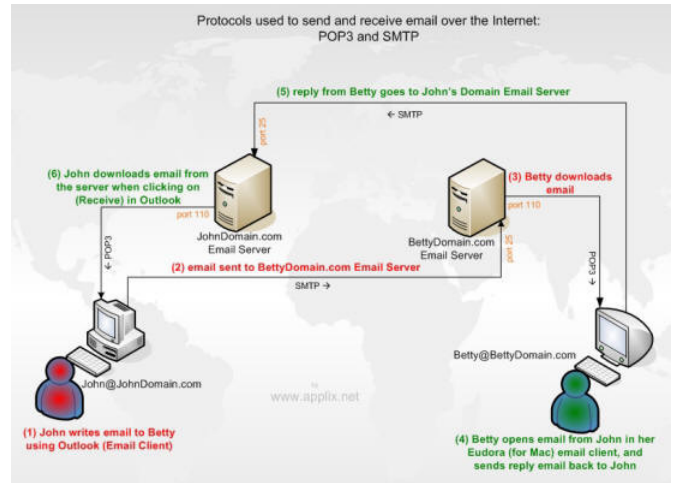 Protocols used to send and receive email over the Internet:
POP3 and SMTP
(5) reply from Betty goes to John's Domain Email Server
← SMTP
port 25
(6) John downloads email from
the server when clicking on
(Receive) in Outlook
port 110
JohnDomain.com
Email Server
(3) Betty downloads
email
port 110
BettyDomain.com
Email Server
port 25
← POP3
(2) email sent to BettyDomain.com Email Server
SMTP →
POP3 →
John@JohnDomain.com
Betty@BettyDomain.com
by
www.applix.net
(1) John writes email to Betty
using Outlook (Email Client)
(4) Betty opens email from John in her
Eudora (for Mac) email client, and
sends reply email back to John